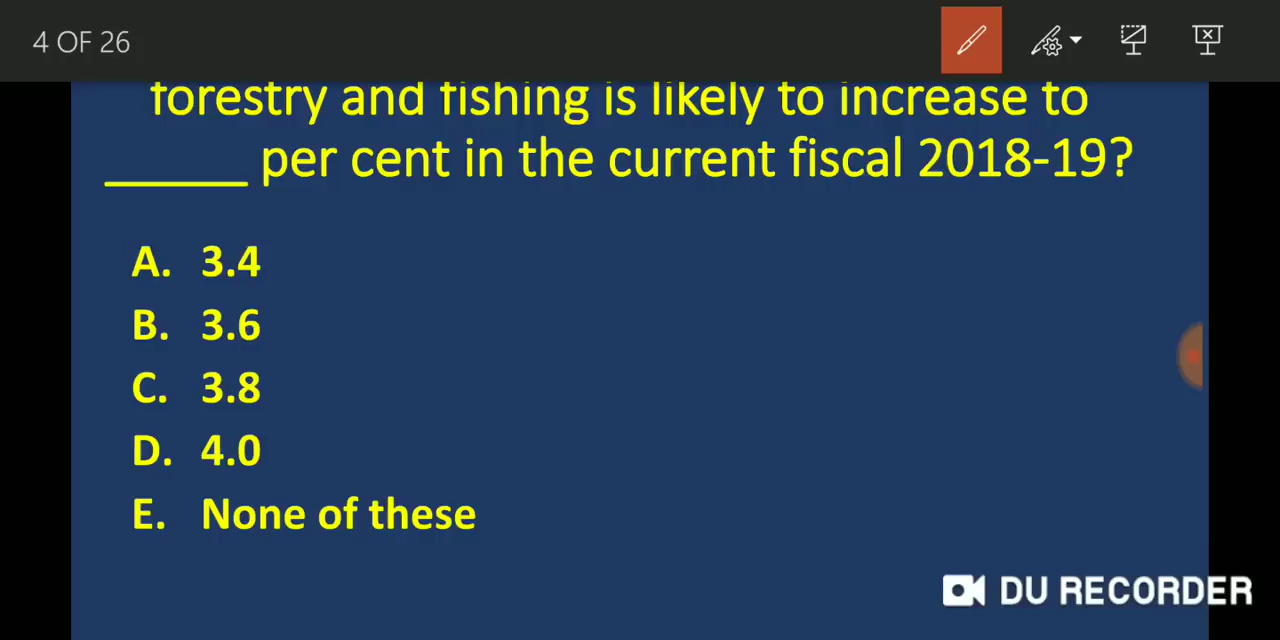 4 OF 26
forestry and fishing is likely to increase to
______ per cent in the current fiscal 2018-19?
A. 3.4
B. 3.6
C. 3.8
D. 4.0
E. None of these
DU RECORDER